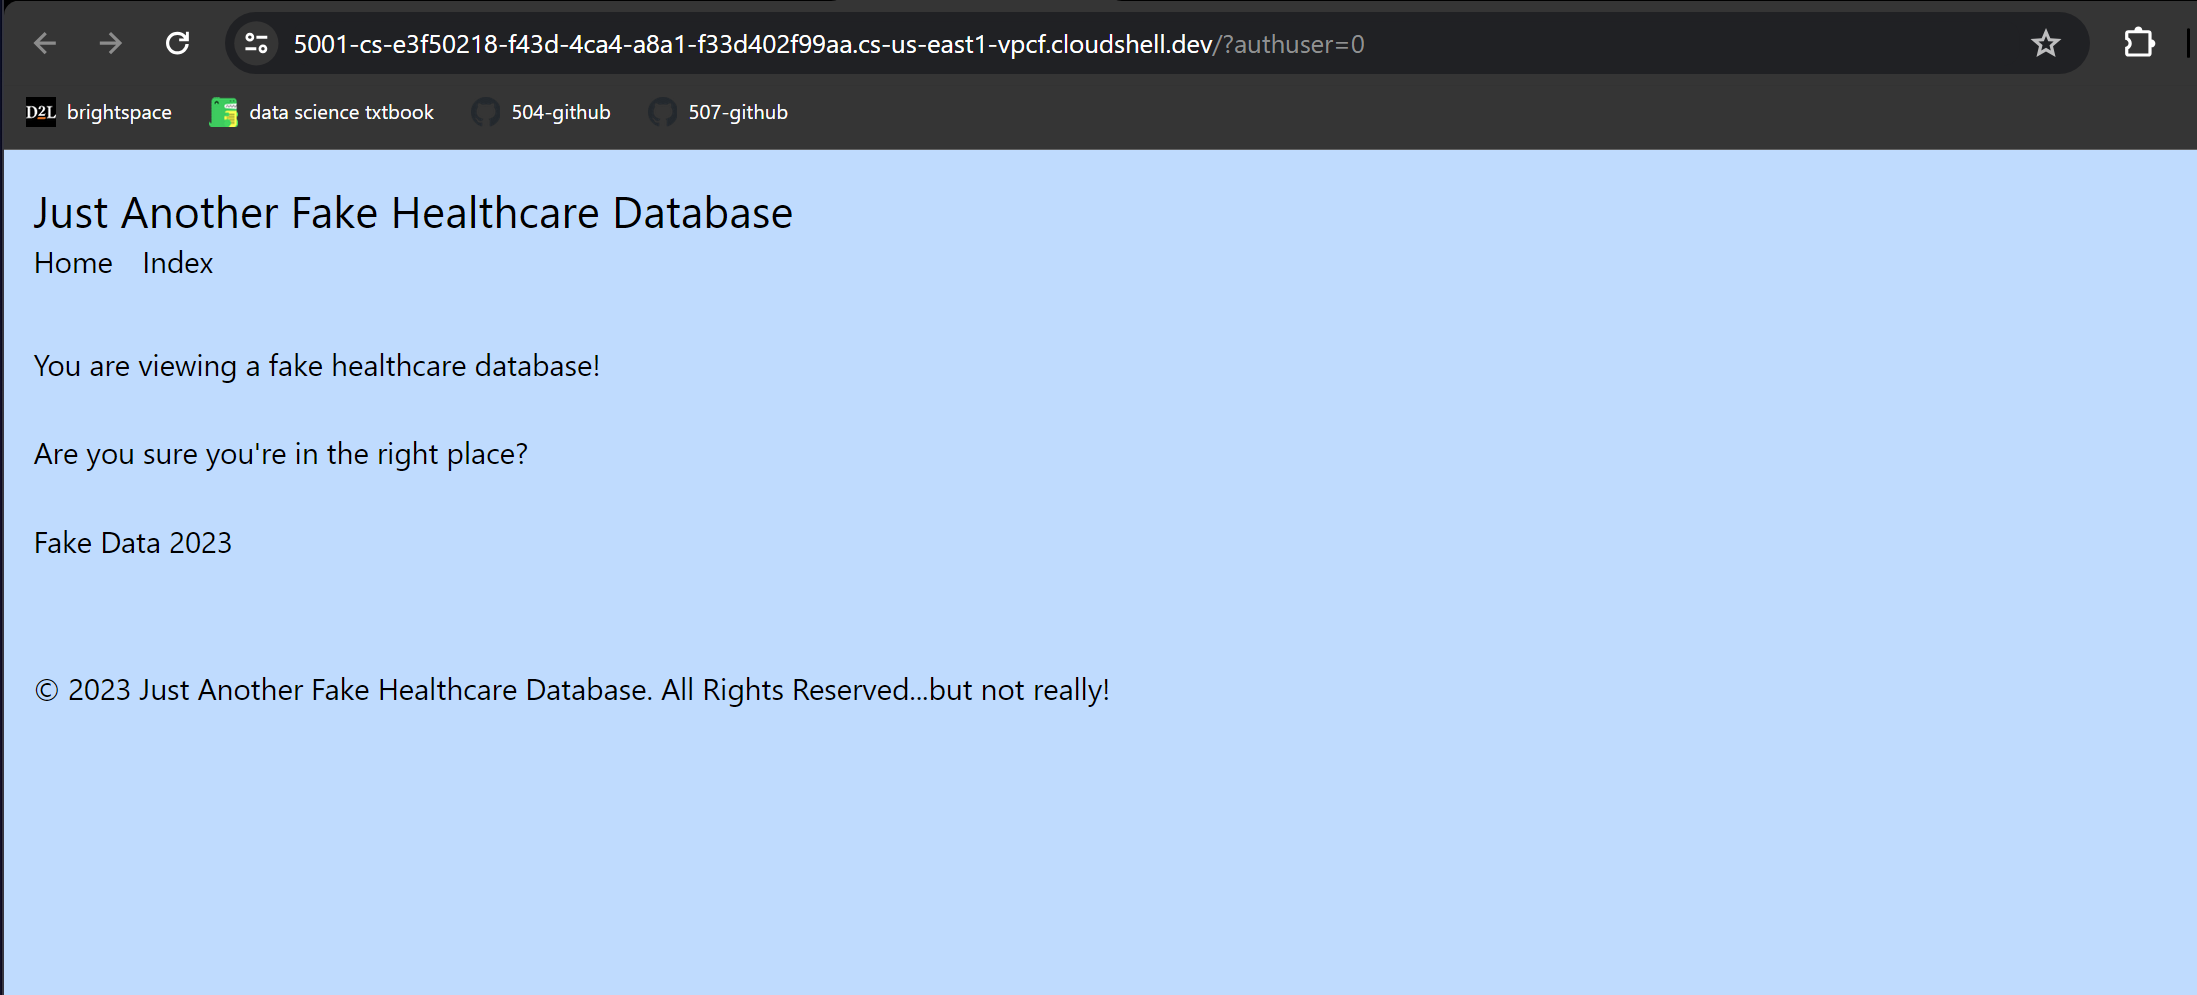 5001-cs-e3f50218-f43d-4ca4-a8a1-f33d402f99aa.cs-us-east1-vpcf.cloudshell.dev/?authuser=0
D2L brightspace data science txtbook 504-github 507-github
Just Another Fake Healthcare Database
Home Index
You are viewing a fake healthcare database!
Are you sure you're in the right place?
Fake Data 2023
© 2023 Just Another Fake Healthcare Database. All Rights Reserved...but not really!